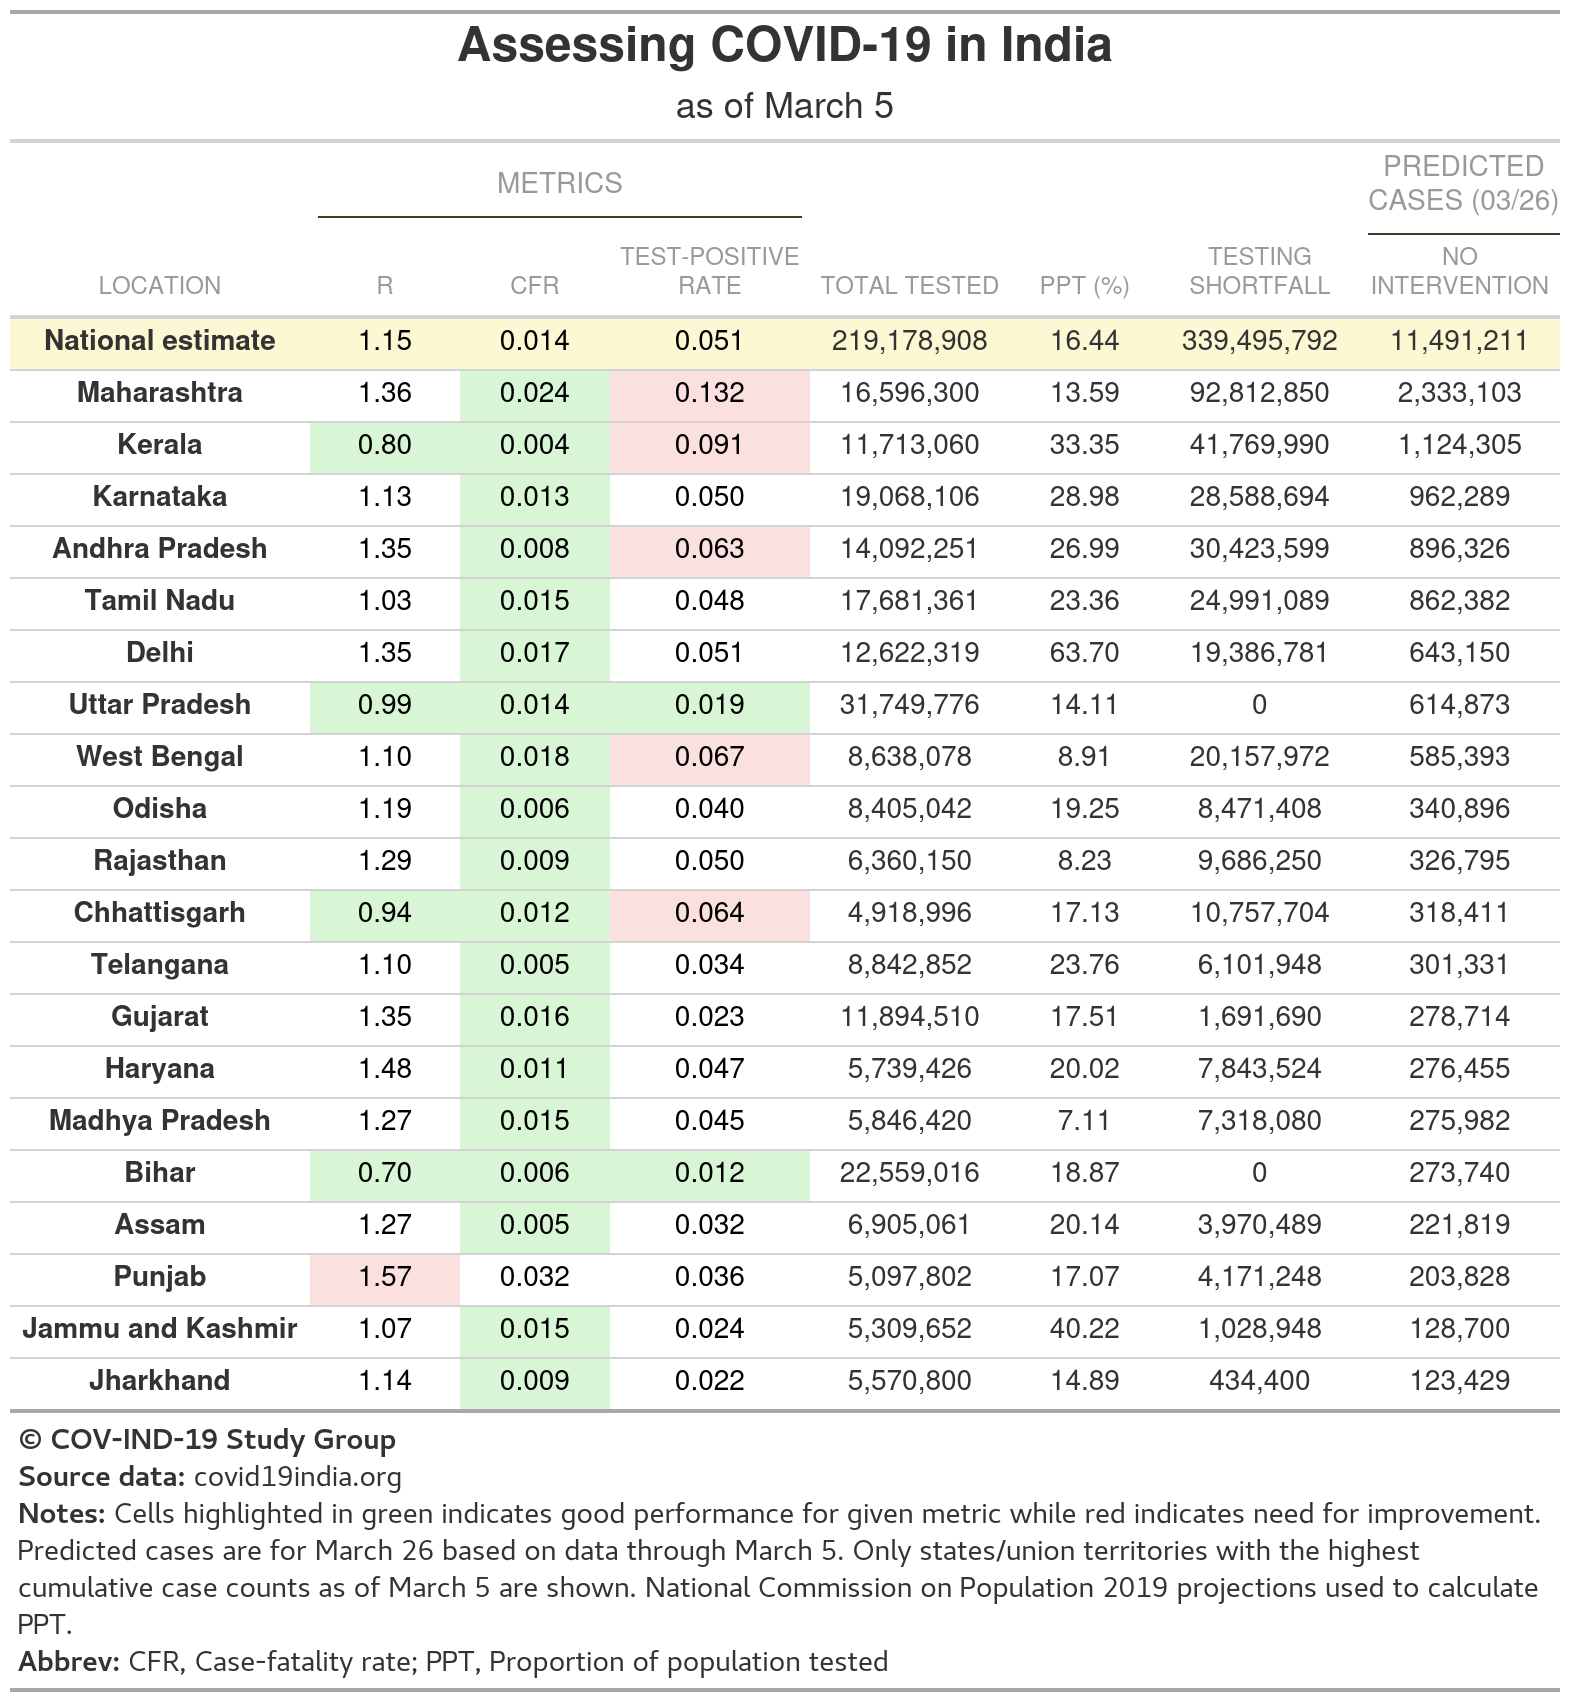 Assessing COVID-19 in India
as of March 5
METRICS
PREDICTED
CASES (03/26)
LOCATION R CFR TEST-POSITIVE RATE TOTAL TESTED PPT (%) TESTING SHORTFALL NO INTERVENTION
National estimate 1.15 0.014 0.051 219,178,908 16.44 339,495,792 11,491,211
Maharashtra 1.36 0.024 0.132 16,596,300 13.59 92,812,850 2,333,103
Kerala 0.80 0.004 0.091 11,713,060 33.35 41,769,990 1,124,305
Karnataka 1.13 0.013 0.050 19,068,106 28.98 28,588,694 962,289
Andhra Pradesh 1.35 0.008 0.063 14,092,251 26.99 30,423,599 896,326
Tamil Nadu 1.03 0.015 0.048 17,681,361 23.36 24,991,089 862,382
Delhi 1.35 0.017 0.051 12,622,319 63.70 19,386,781 643,150
Uttar Pradesh 0.99 0.014 0.019 31,749,776 14.11 0 614,873
West Bengal 1.10 0.018 0.067 8,638,078 8.91 20,157,972 585,393
Odisha 1.19 0.006 0.040 8,405,042 19.25 8,471,408 340,896
Rajasthan 1.29 0.009 0.050 6,360,150 8.23 9,686,250 326,795
Chhattisgarh 0.94 0.012 0.064 4,918,996 17.13 10,757,704 318,411
Telangana 1.10 0.005 0.034 8,842,852 23.76 6,101,948 301,331
Gujarat 1.35 0.016 0.023 11,894,510 17.51 1,691,690 278,714
Haryana 1.48 0.011 0.047 5,739,426 20.02 7,843,524 276,455
Madhya Pradesh 1.27 0.015 0.045 5,846,420 7.11 7,318,080 275,982
Bihar 0.70 0.006 0.012 22,559,016 18.87 0 273,740
Assam 1.27 0.005 0.032 6,905,061 20.14 3,970,489 221,819
Punjab 1.57 0.032 0.036 5,097,802 17.07 4,171,248 203,828
Jammu and Kashmir 1.07 0.015 0.024 5,309,652 40.22 1,028,948 128,700
Jharkhand 1.14 0.009 0.022 5,570,800 14.89 434,400 123,429
© COV-IND-19 Study Group
Source data: covid19india.org
Notes: Cells highlighted in green indicates good performance for given metric while red indicates need for improvement.
Predicted cases are for March 26 based on data through March 5. Only states/union territories with the highest
cumulative case counts as of March 5 are shown. National Commission on Population 2019 projections used to calculate
PPT.
Abbrev: CFR, Case-fatality rate; PPT, Proportion of population tested